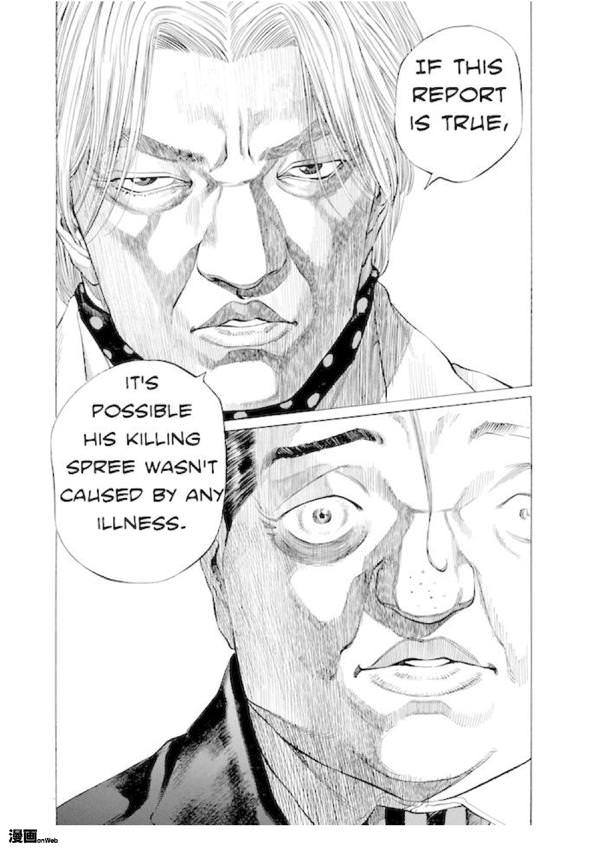 IF THIS
REPORT
IS TRUE,
IT'S
POSSIBLE
HIS KILLING
SPREE WASN'T
CAUSED BY ANY
ILLNESS.
漫画onWeb